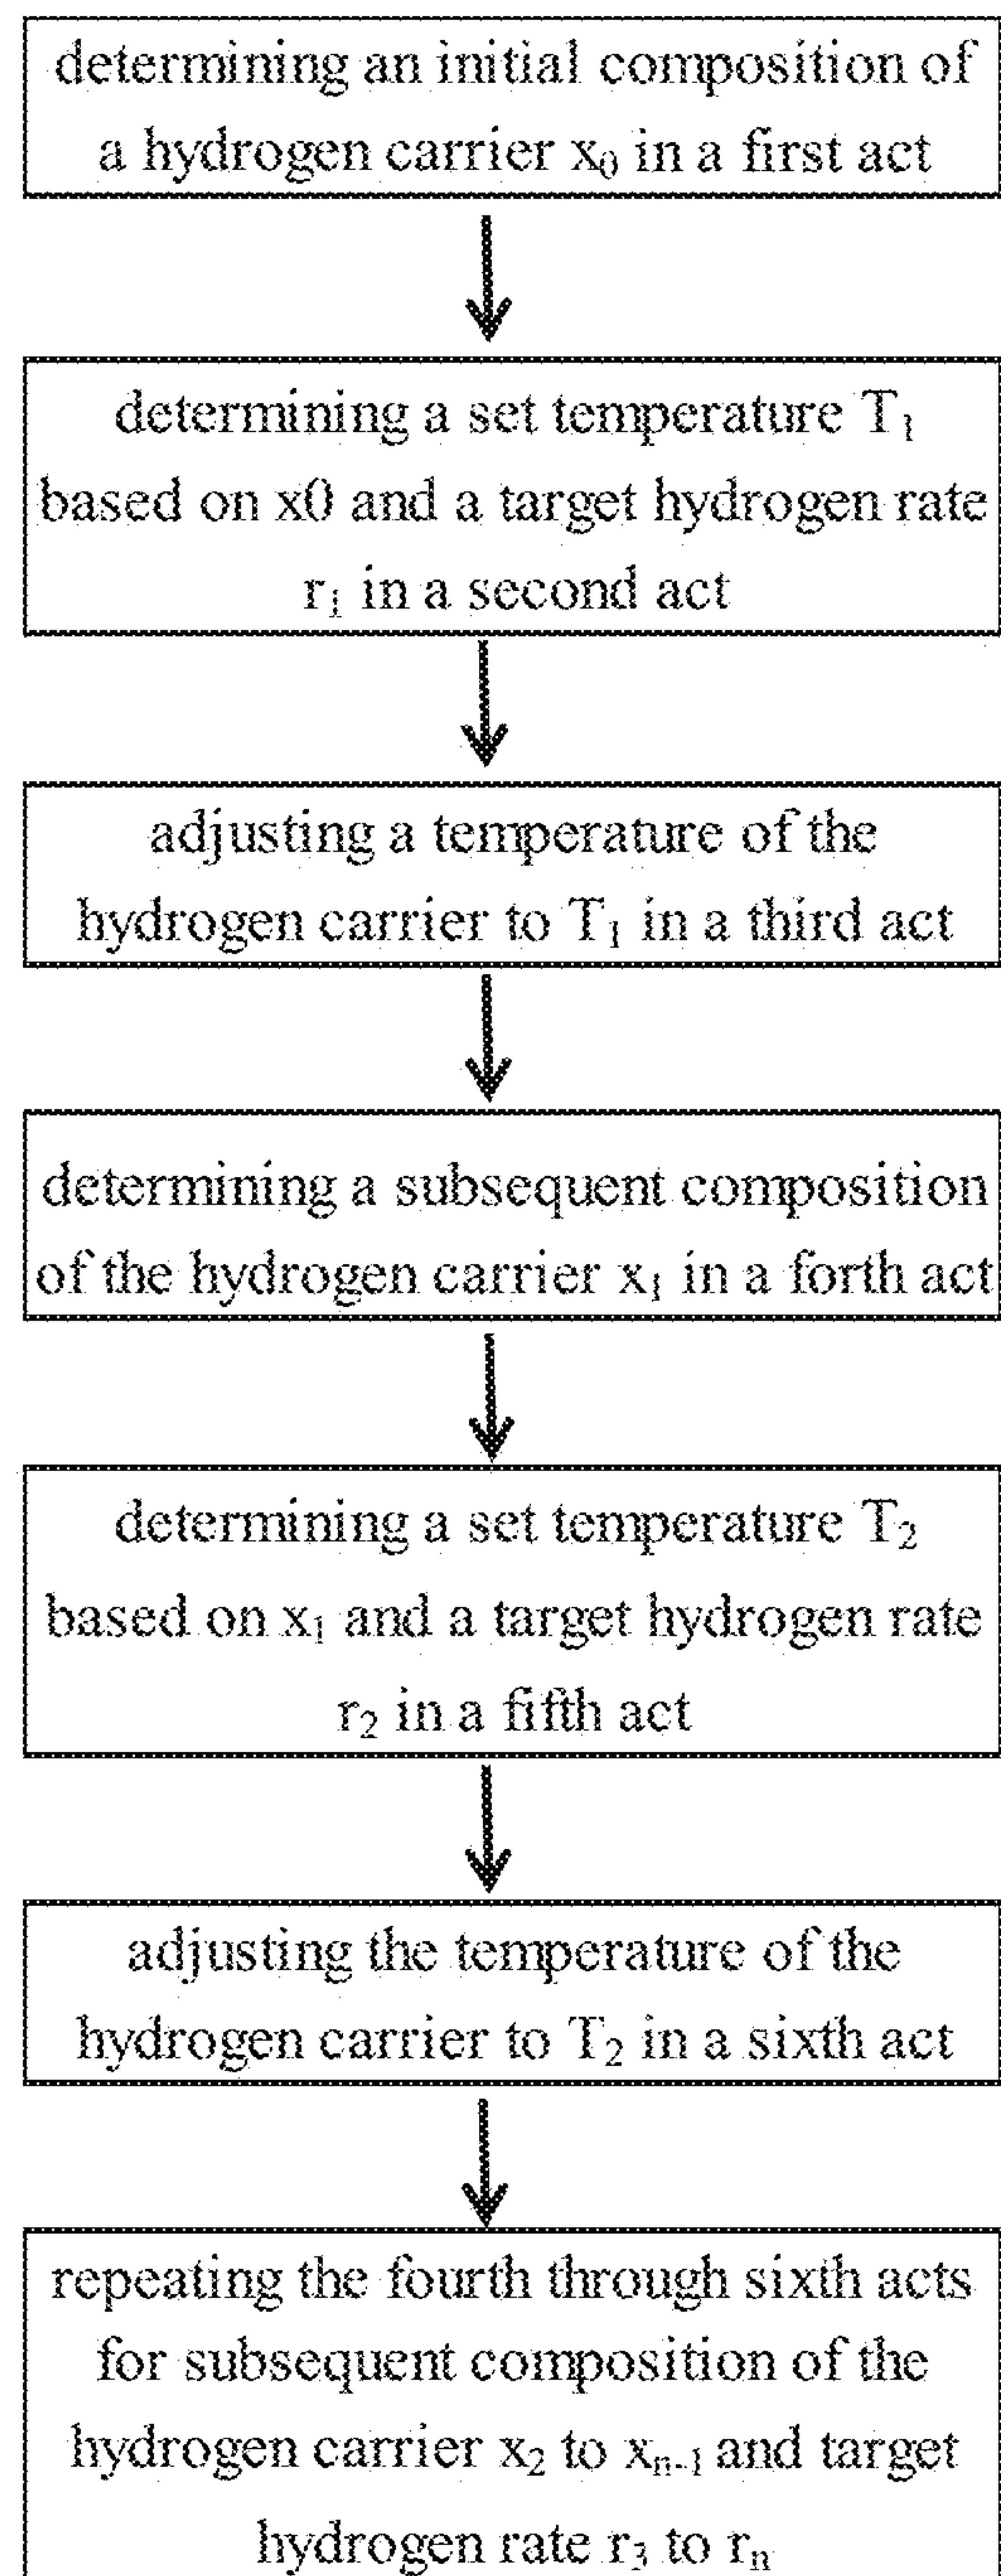 determining an initial composition of
a hydrogen carrier x₀ in a first act
determining a set temperature T₁
based on x0 and a target hydrogen rate
r₁ in a second act
adjusting a temperature of the
hydrogen carrier to T₁ in a third act
determining a subsequent composition
of the hydrogen carrier x₁ in a forth act
determining a set temperature T₂
based on x₁ and a target hydrogen rate
r₂ in a fifth act
adjusting the temperature of the
hydrogen carrier to T₂ in a sixth act
repeating the fourth through sixth acts
for subsequent composition of the
hydrogen carrier x₂ to xₙ₋₁ and target
hydrogen rate r₃ to rₙ